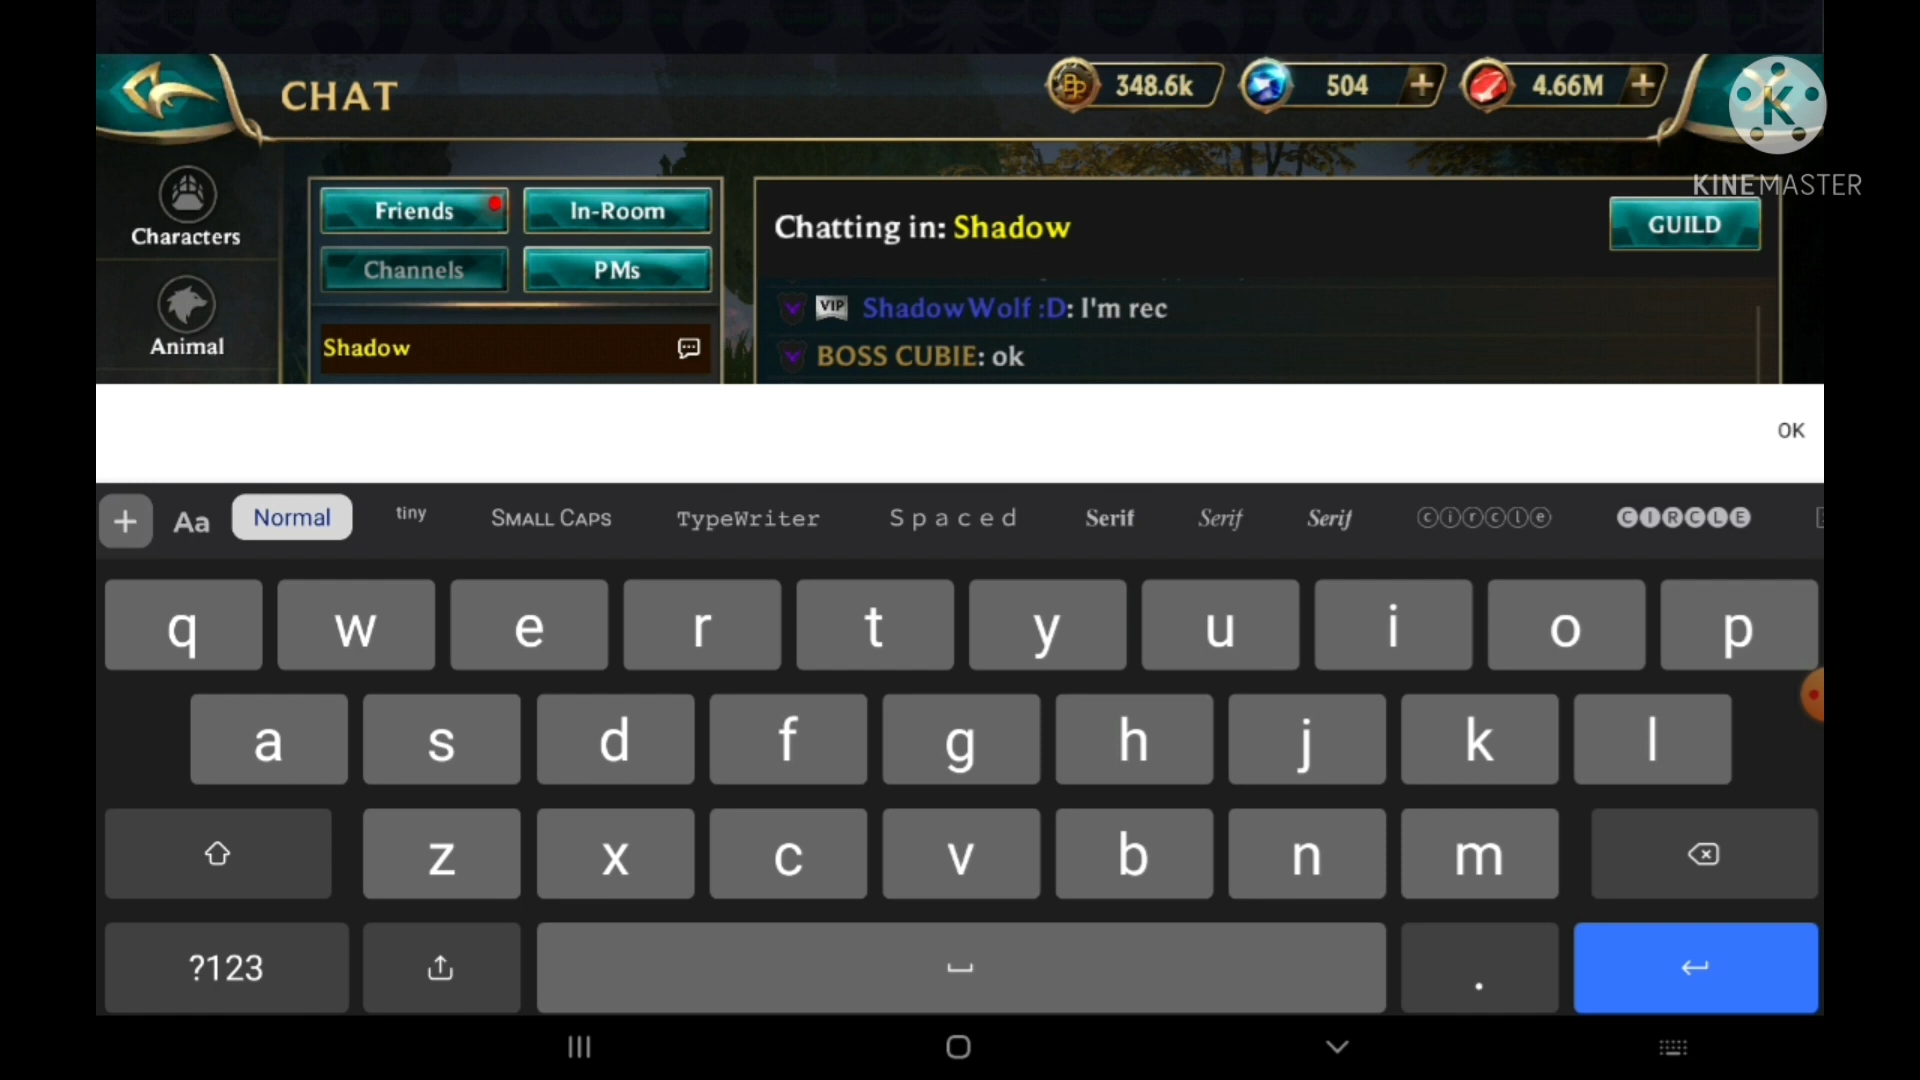 CHAT
348.6k
504
4.66M
KINEMASTER
Characters
Animal
Friends
In-Room
Channels
PMs
Shadow
Chatting in: Shadow
GUILD
VIP ShadowWolf :D: I'm rec
BOSS CUBIE: ok
OK
+ Aa Normal tiny SMALL CAPS TypeWriter Spaced Serif Serif Serif ⓒⓘⓡⓒⓛⓔ 🅒🅘🅡🅒🅛🅔
q w e r t y u i o p
a s d f g h j k l
z x c v b n m
?123 .